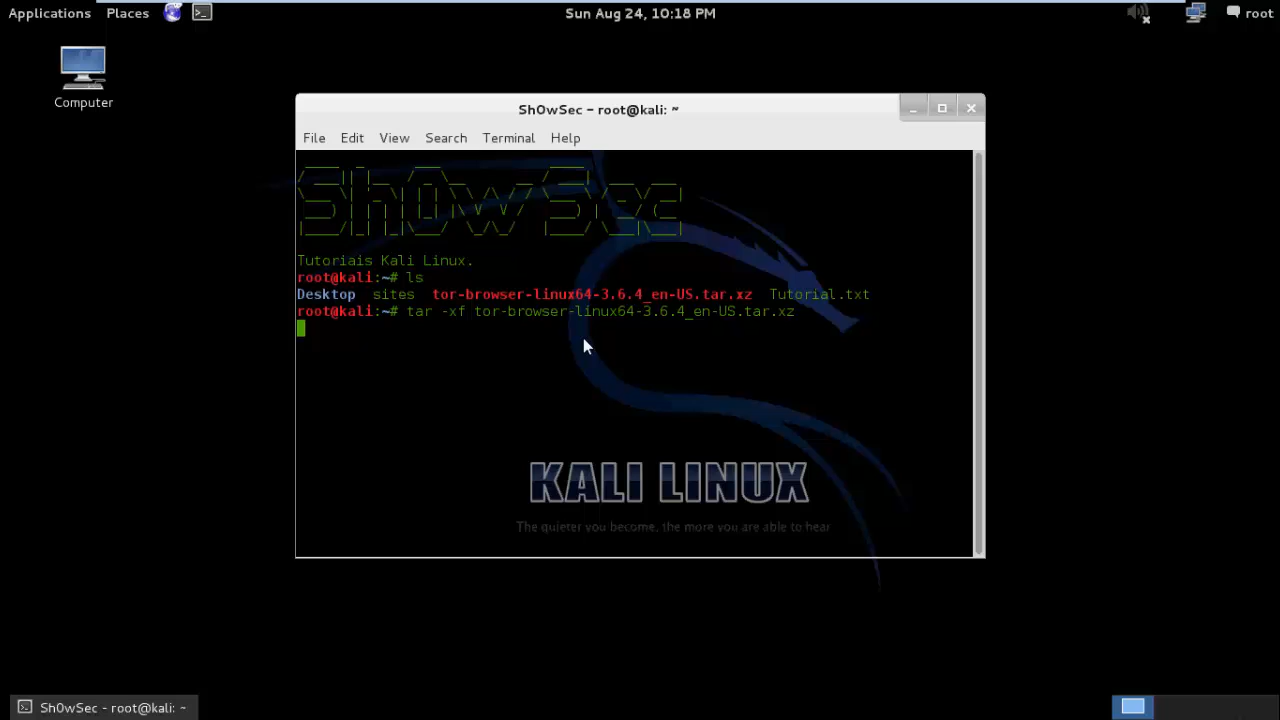 Applications Places Sun Aug 24, 10:18 PM root
Computer
Sh0wSec - root@kali: ~
File Edit View Search Terminal Help
Sh0wSec
Tutoriais Kali Linux.
root@kali:~# ls
Desktop sites tor-browser-linux64-3.6.4_en-US.tar.xz Tutorial.txt
root@kali:~# tar -xf tor-browser-linux64-3.6.4_en-US.tar.xz
KALI LINUX
The quieter you become, the more you are able to hear
Sh0wSec - root@kali: ~